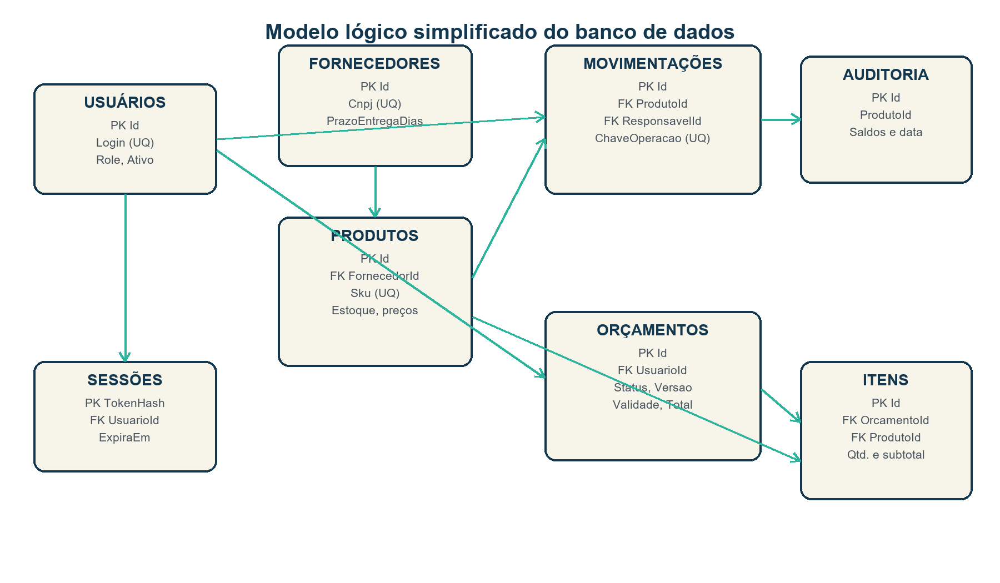 Modelo lógico simplificado do banco de dados
USUÁRIOS
PK Id
Login (UQ)
Role, Ativo
FORNECEDORES
PK Id
Cnpj (UQ)
PrazoEntregaDias
MOVIMENTAÇÕES
PK Id
FK ProdutoId
FK ResponsavelId
ChaveOperacao (UQ)
AUDITORIA
PK Id
ProdutoId
Saldos e data
PRODUTOS
PK Id
FK FornecedorId
Sku (UQ)
Estoque, preços
SESSÕES
PK TokenHash
FK UsuarioId
ExpiraEm
ORÇAMENTOS
PK Id
FK UsuarioId
Status, Versao
Validade, Total
ITENS
PK Id
FK OrcamentoId
FK ProdutoId
Qtd. e subtotal